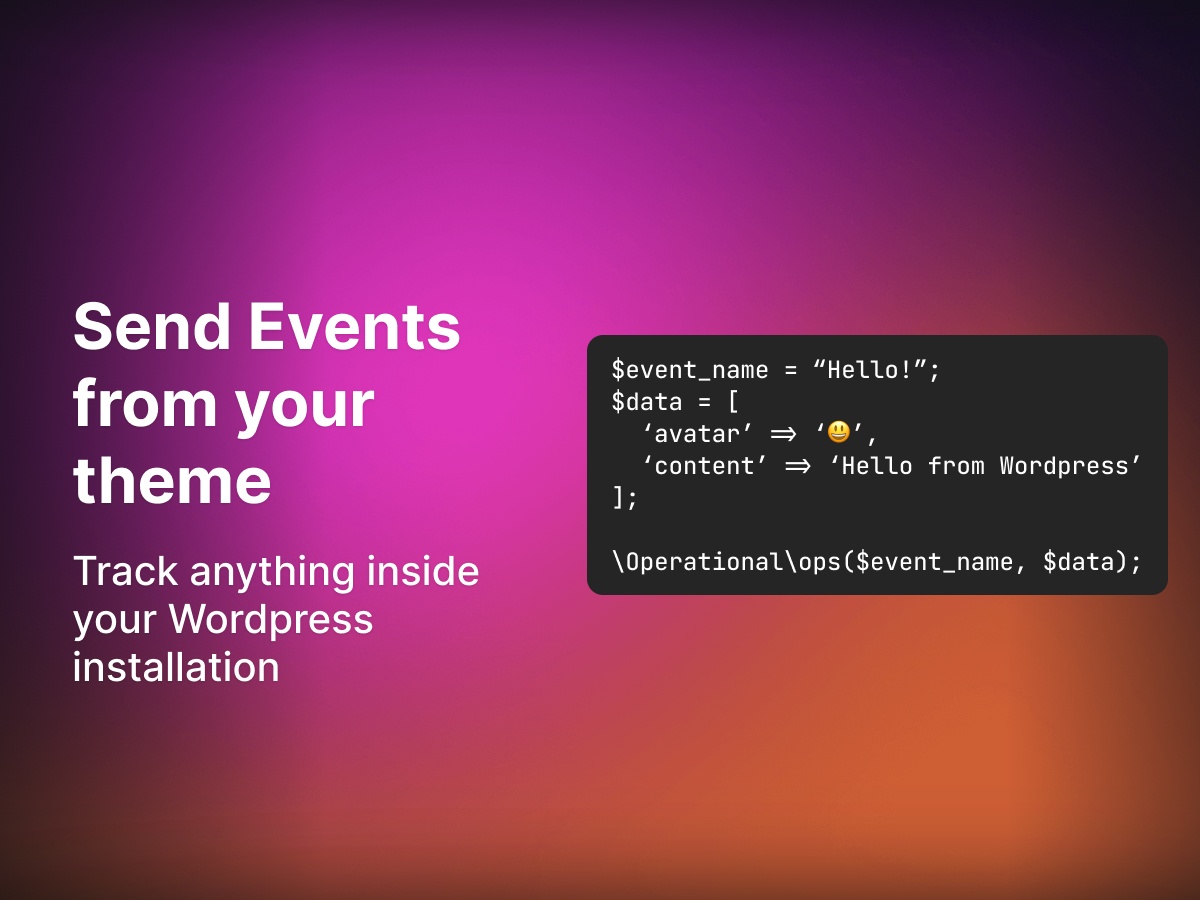 Send Events
from your
theme
Track anything inside
your Wordpress
installation
$event_name = “Hello!”;
$data = [
  ‘avatar’ => ‘😃’,
  ‘content’ => ‘Hello from Wordpress’
];
\Operational\ops($event_name, $data);